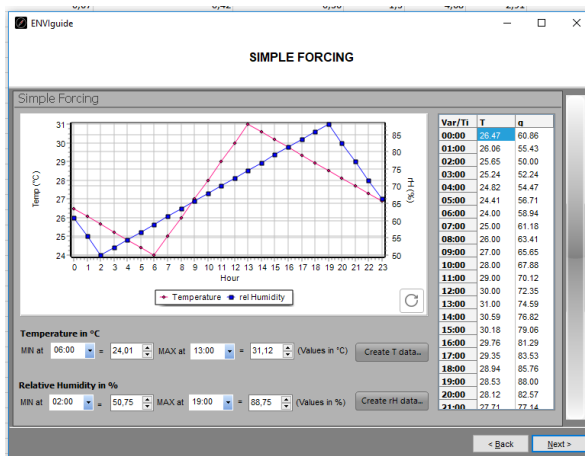 ENVIguide
SIMPLE FORCING
Simple Forcing
31
30
29
28
27
26
25
24
Temp (°C)
85
80
75
70
65
60
55
50
rH (%)
0 1 2 3 4 5 6 7 8 9 10 11 12 13 14 15 16 17 18 19 20 21 22 23
Hour
Temperature rel Humidity
Temperature in °C
MIN at 06:00 = 24,01 MAX at 13:00 = 31,12 (Values in °C) Create T data...
Relative Humidity in %
MIN at 02:00 = 50,75 MAX at 19:00 = 88,75 (Values in %) Create rH data...
Var/Ti T q
00:00 26.47 60.86
01:00 26.06 55.43
02:00 25.65 50.00
03:00 25.24 52.24
04:00 24.82 54.47
05:00 24.41 56.71
06:00 24.00 58.94
07:00 25.00 61.18
08:00 26.00 63.41
09:00 27.00 65.65
10:00 28.00 67.88
11:00 29.00 70.12
12:00 30.00 72.35
13:00 31.00 74.59
14:00 30.59 76.82
15:00 30.18 79.06
16:00 29.76 81.29
17:00 29.35 83.53
18:00 28.94 85.76
19:00 28.53 88.00
20:00 28.12 82.57
21:00 27.71 77.14
< Back Next >